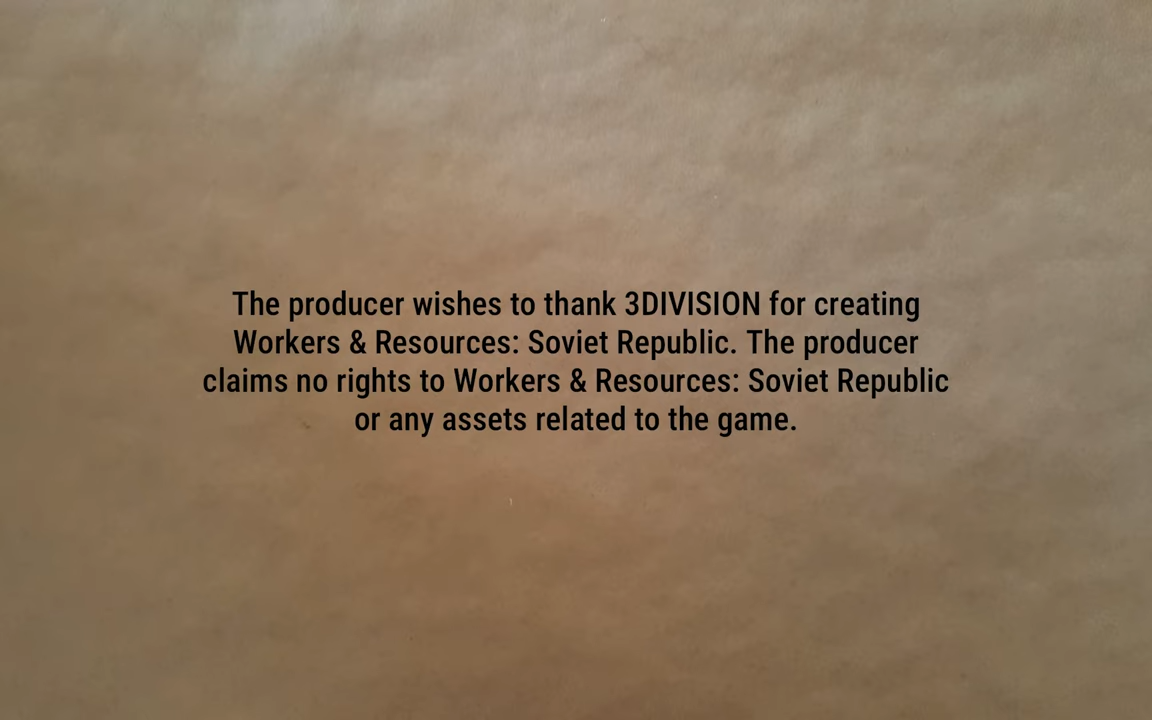 The producer wishes to thank 3DIVISION for creating
Workers & Resources: Soviet Republic. The producer
claims no rights to Workers & Resources: Soviet Republic
or any assets related to the game.